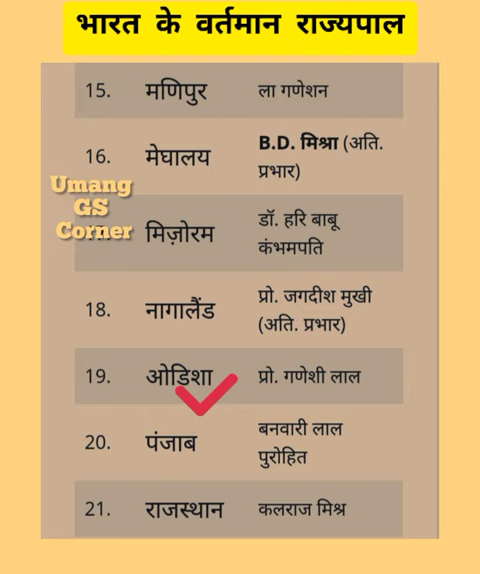 भारत के वर्तमान राज्यपाल
15. मणिपुर ला गणेशन
16. मेघालय B.D. मिश्रा (अति.
प्रभार)
Umang
GS
Corner
मिज़ोरम डॉ. हरि बाबू
कंभमपति
18. नागालैंड प्रो. जगदीश मुखी
(अति. प्रभार)
19. ओडिशा प्रो. गणेशी लाल
20. पंजाब बनवारी लाल
पुरोहित
21. राजस्थान कलराज मिश्र